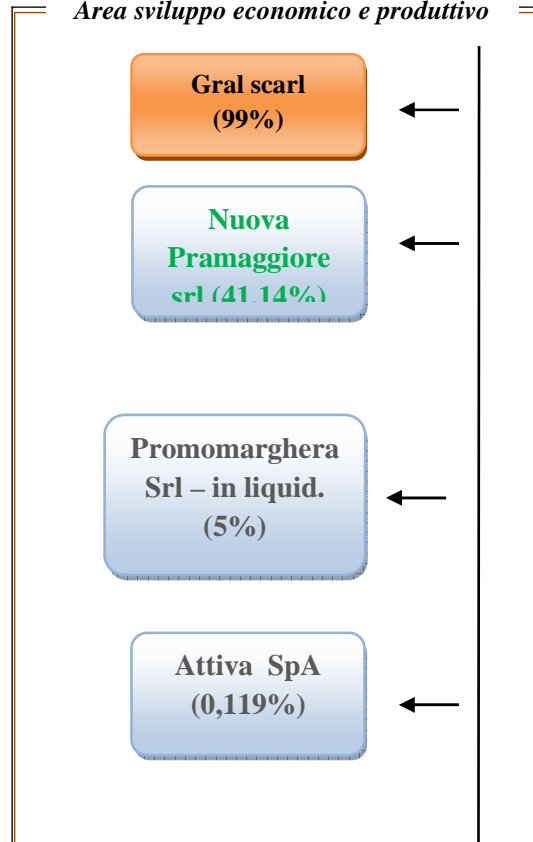 Area sviluppo economico e produttivo
Gral scarl
(99%)
Nuova
Pramaggiore
srl (41,14%)
Promomarghera
Srl – in liquid.
(5%)
Attiva SpA
(0,119%)